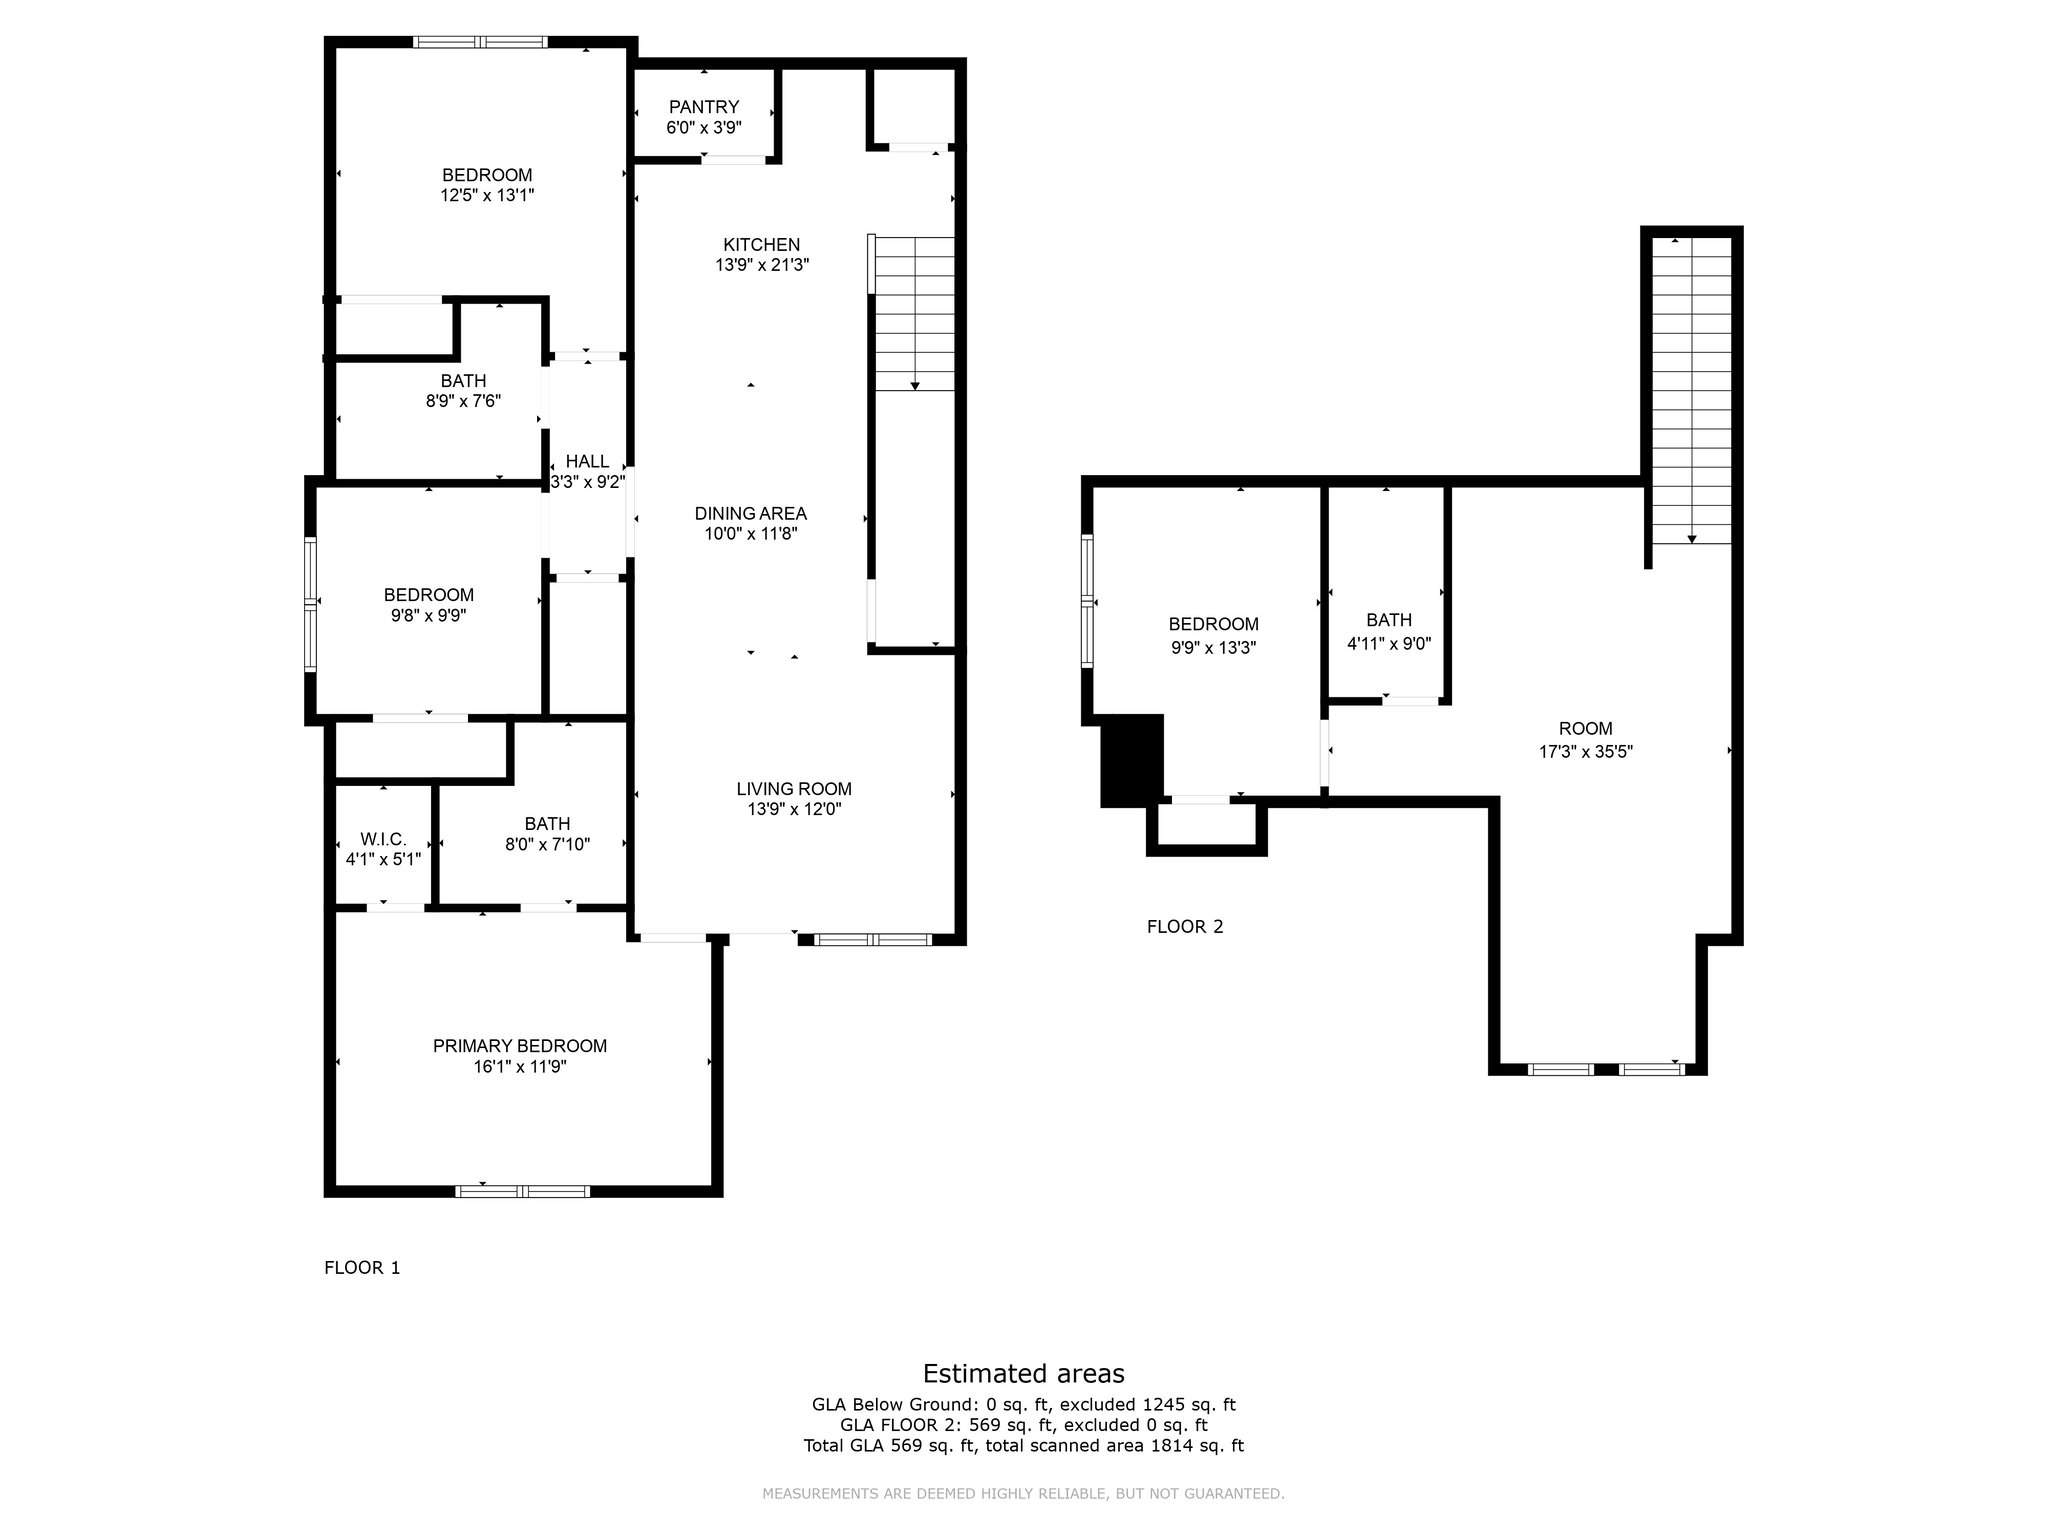 PANTRY
6'0" x 3'9"
BEDROOM
12'5" x 13'1"
KITCHEN
13'9" x 21'3"
BATH
8'9" x 7'6"
HALL
3'3" x 9'2"
DINING AREA
10'0" x 11'8"
BEDROOM
9'8" x 9'9"
LIVING ROOM
13'9" x 12'0"
BATH
8'0" x 7'10"
W.I.C.
4'1" x 5'1"
PRIMARY BEDROOM
16'1" x 11'9"
FLOOR 1
BEDROOM
9'9" x 13'3"
BATH
4'11" x 9'0"
ROOM
17'3" x 35'5"
FLOOR 2
Estimated areas
GLA Below Ground: 0 sq. ft, excluded 1245 sq. ft
GLA FLOOR 2: 569 sq. ft, excluded 0 sq. ft
Total GLA 569 sq. ft, total scanned area 1814 sq. ft
MEASUREMENTS ARE DEEMED HIGHLY RELIABLE, BUT NOT GUARANTEED.